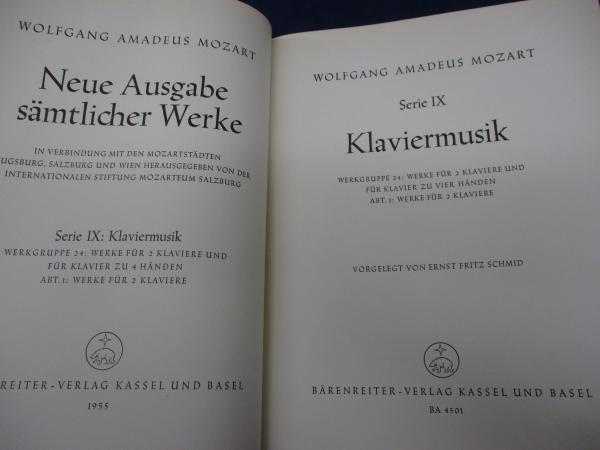 WOLFGANG AMADEUS MOZART
Neue Ausgabe
sämtlicher Werke
IN VERBINDUNG MIT DEN MOZARTSTÄDTEN
UGSBURG, SALZBURG UND WIEN HERAUSGEGEBEN VON DER
INTERNATIONALEN STIFTUNG MOZARTEUM SALZBURG
Serie IX: Klaviermusik
WERKGRUPPE 24: WERKE FÜR 2 KLAVIERE UND
FÜR KLAVIER ZU 4 HÄNDEN
ABT. 1: WERKE FÜR 2 KLAVIERE
REITER-VERLAG KASSEL UND BASEL
1955
WOLFGANG AMADEUS MOZART
Serie IX
Klaviermusik
WERKGRUPPE 24: WERKE FÜR 2 KLAVIERE UND
FÜR KLAVIER ZU VIER HÄNDEN
ABT. 1: WERKE FÜR 2 KLAVIERE
VORGELEGT VON ERNST FRITZ SCHMID
BÄRENREITER-VERLAG KASSEL UND BASEL
BA 4501